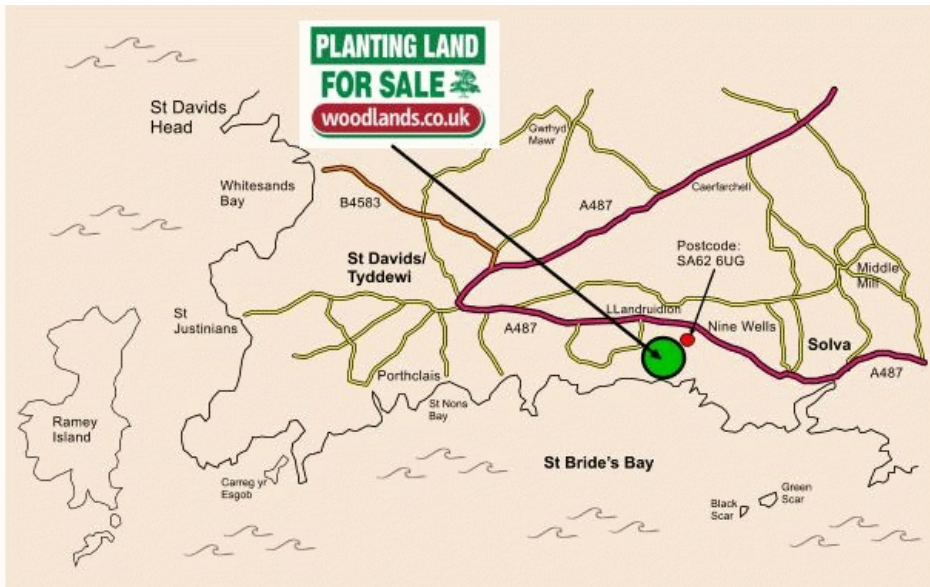 PLANTING LAND
FOR SALE
woodlands.co.uk
St Davids
Head
Gwrhyd
Mawr
Whitesands
Bay
B4583
A487
Caerfarchell
Postcode:
SA62 6UG
St Davids/
Tyddewi
Middle
Mill
St
Justinians
A487
LLandruidion
Nine Wells
Solva
A487
Porthclais
St Nons
Bay
Ramey
Island
St Bride's Bay
Carreg yr
Esgob
Green
Scar
Black
Scar